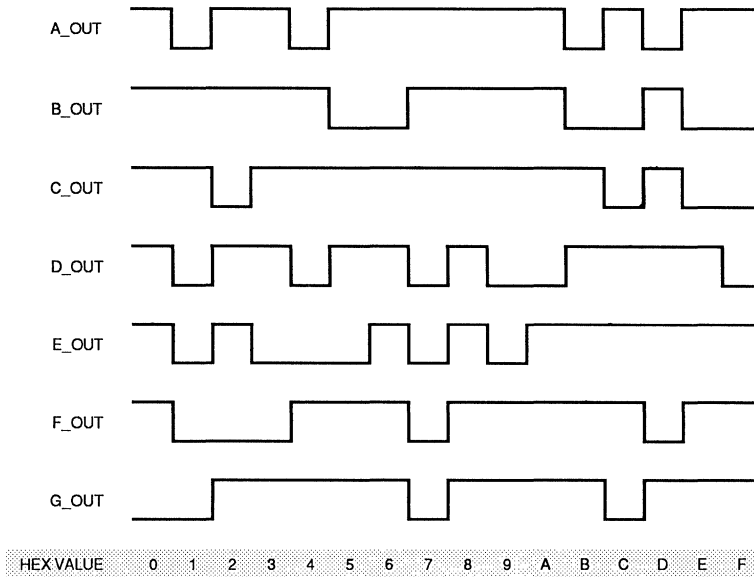 A_OUT
B_OUT
C_OUT
D_OUT
E_OUT
F_OUT
G_OUT
HEX VALUE 0 1 2 3 4 5 6 7 8 9 A B C D E F